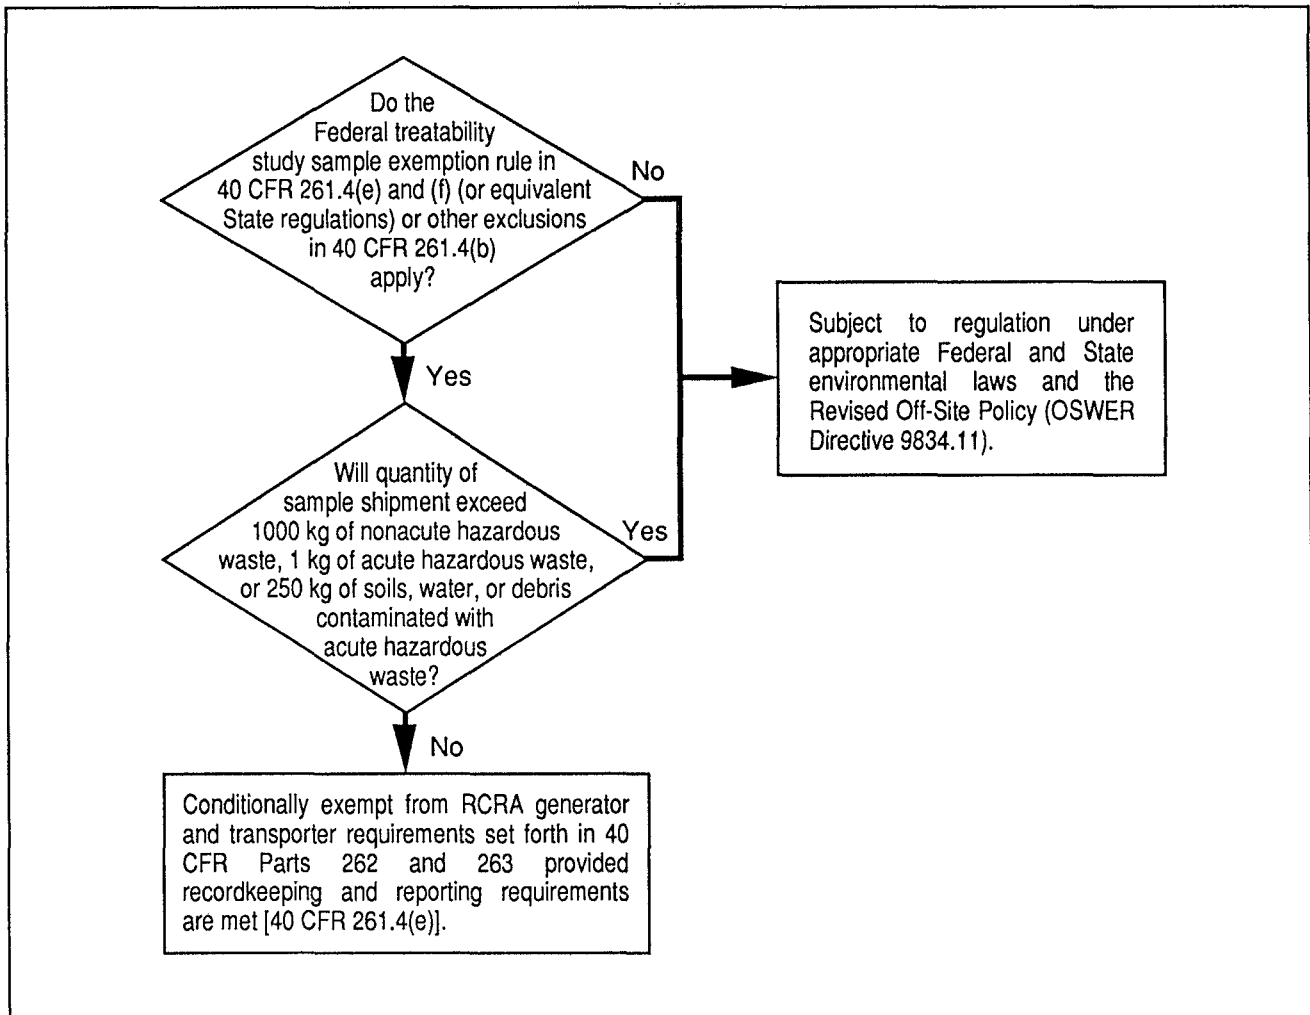 Do the
Federal treatability
study sample exemption rule in
40 CFR 261.4(e) and (f) (or equivalent
State regulations) or other exclusions
in 40 CFR 261.4(b)
apply?
No
Yes
Subject to regulation under
appropriate Federal and State
environmental laws and the
Revised Off-Site Policy (OSWER
Directive 9834.11).
Will quantity of
sample shipment exceed
1000 kg of nonacute hazardous
waste, 1 kg of acute hazardous waste,
or 250 kg of soils, water, or debris
contaminated with
acute hazardous
waste?
Yes
No
Conditionally exempt from RCRA generator
and transporter requirements set forth in 40
CFR Parts 262 and 263 provided
recordkeeping and reporting requirements
are met [40 CFR 261.4(e)].